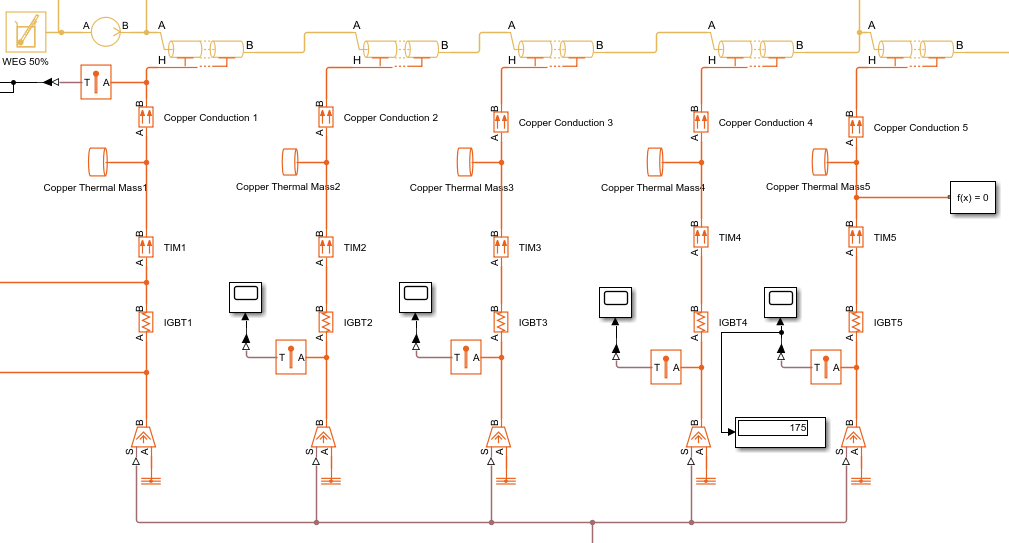 A B A B A B A B A B A B
WEG 50%
H H H H H
T A
B B B B B
Copper Conduction 1 Copper Conduction 2 Copper Conduction 3 Copper Conduction 4 Copper Conduction 5
A A A A A
Copper Thermal Mass1 Copper Thermal Mass2 Copper Thermal Mass3 Copper Thermal Mass4 Copper Thermal Mass5
f(x) = 0
B B B B B
TIM1 TIM2 TIM3 TIM4 TIM5
A A A A A
B B B B B
IGBT1 IGBT2 IGBT3 IGBT4 IGBT5
A A A A A
T A T A T A T A
B B B B B
175
S A S A S A S A S A